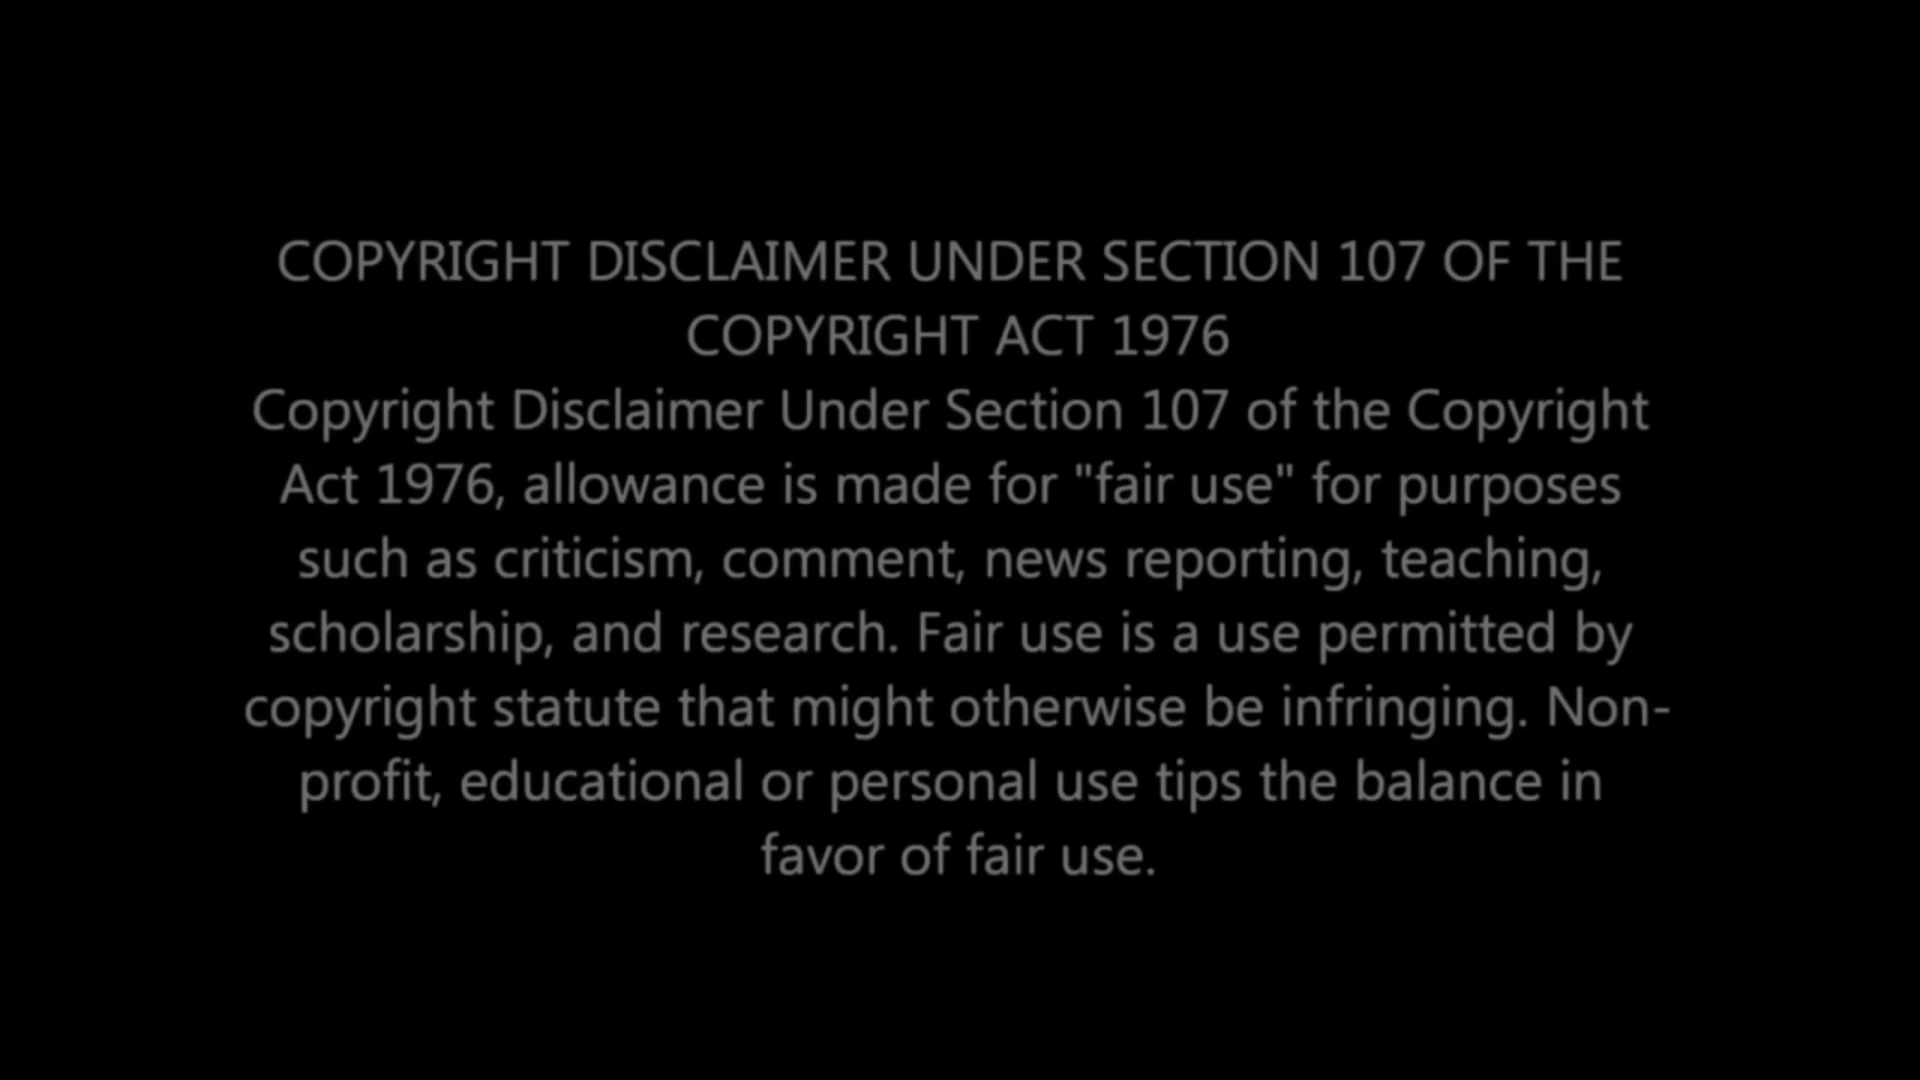 COPYRIGHT DISCLAIMER UNDER SECTION 107 OF THE
COPYRIGHT ACT 1976
Copyright Disclaimer Under Section 107 of the Copyright
Act 1976, allowance is made for "fair use" for purposes
such as criticism, comment, news reporting, teaching,
scholarship, and research. Fair use is a use permitted by
copyright statute that might otherwise be infringing. Non-
profit, educational or personal use tips the balance in
favor of fair use.